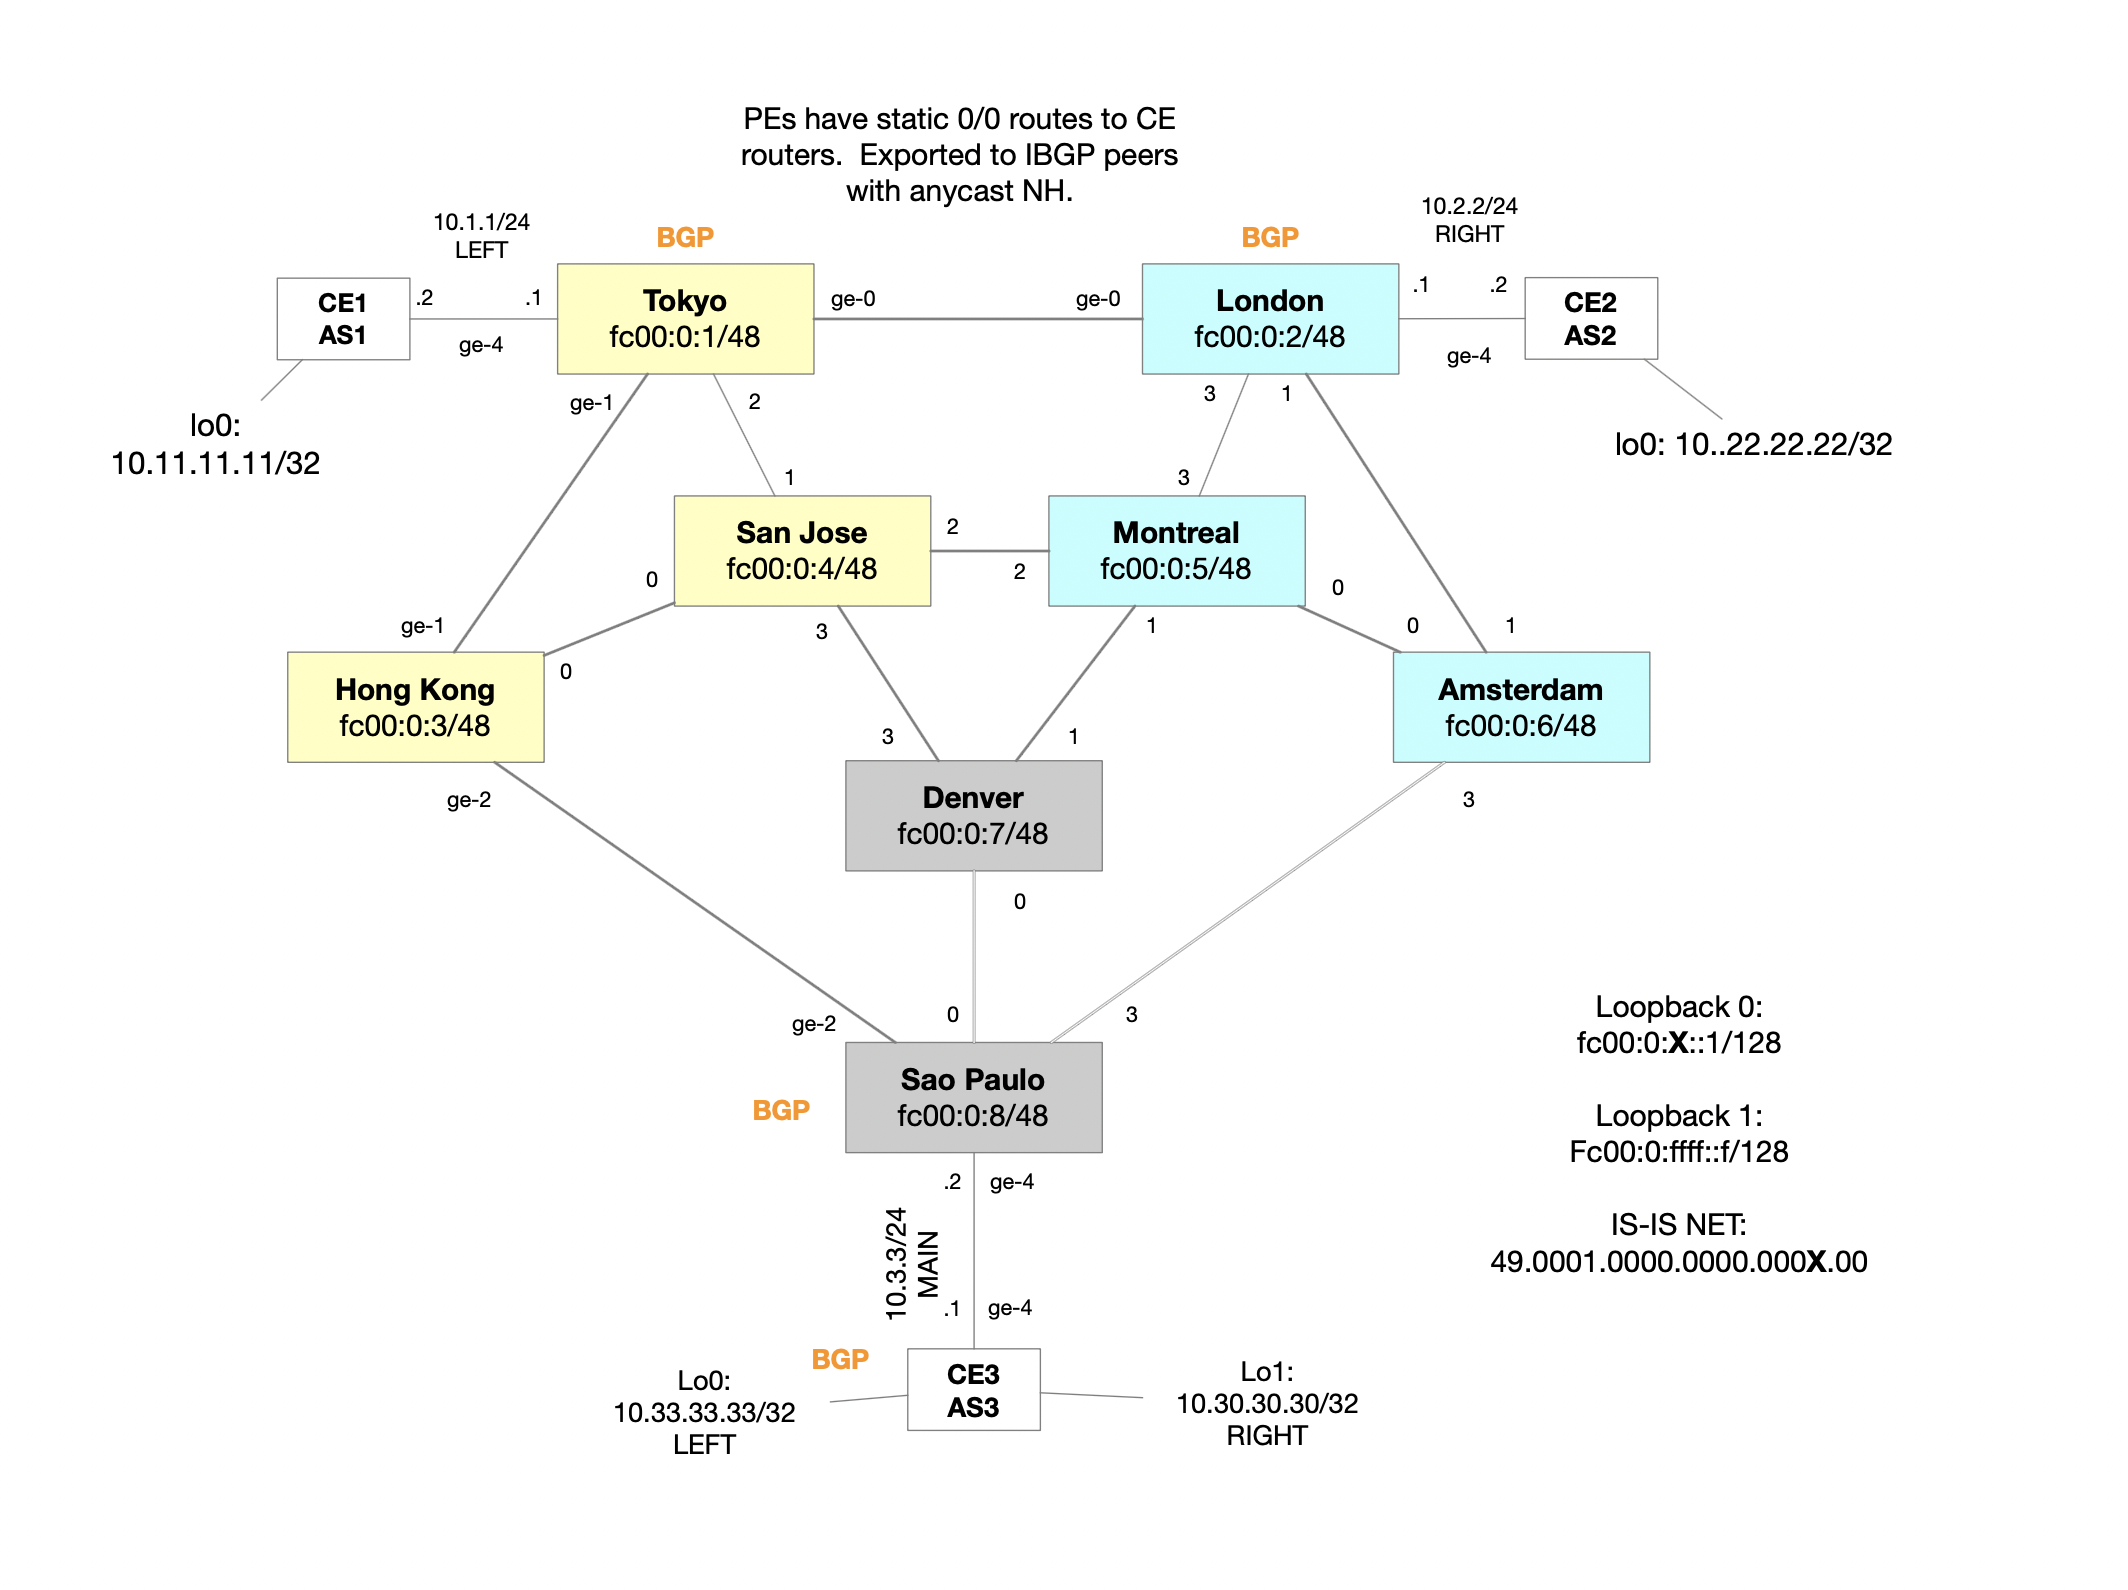 PEs have static 0/0 routes to CE
routers.  Exported to IBGP peers
with anycast NH.
10.1.1/24
LEFT
BGP
BGP
10.2.2/24
RIGHT
CE1
AS1
.2
.1
ge-4
Tokyo
fc00:0:1/48
ge-0
ge-0
London
fc00:0:2/48
.1
.2
ge-4
CE2
AS2
lo0:
10.11.11.11/32
ge-1
2
3
1
lo0: 10..22.22.22/32
1
3
San Jose
fc00:0:4/48
2
2
Montreal
fc00:0:5/48
0
0
ge-1
3
1
0
1
Hong Kong
fc00:0:3/48
0
3
1
Amsterdam
fc00:0:6/48
ge-2
Denver
fc00:0:7/48
3
0
ge-2
0
3
Loopback 0:
fc00:0:X::1/128
Sao Paulo
fc00:0:8/48
BGP
Loopback 1:
Fc00:0:ffff::f/128
.2
ge-4
10.3.3/24
MAIN
IS-IS NET:
49.0001.0000.0000.000X.00
.1
ge-4
BGP
CE3
AS3
Lo0:
10.33.33.33/32
LEFT
Lo1:
10.30.30.30/32
RIGHT